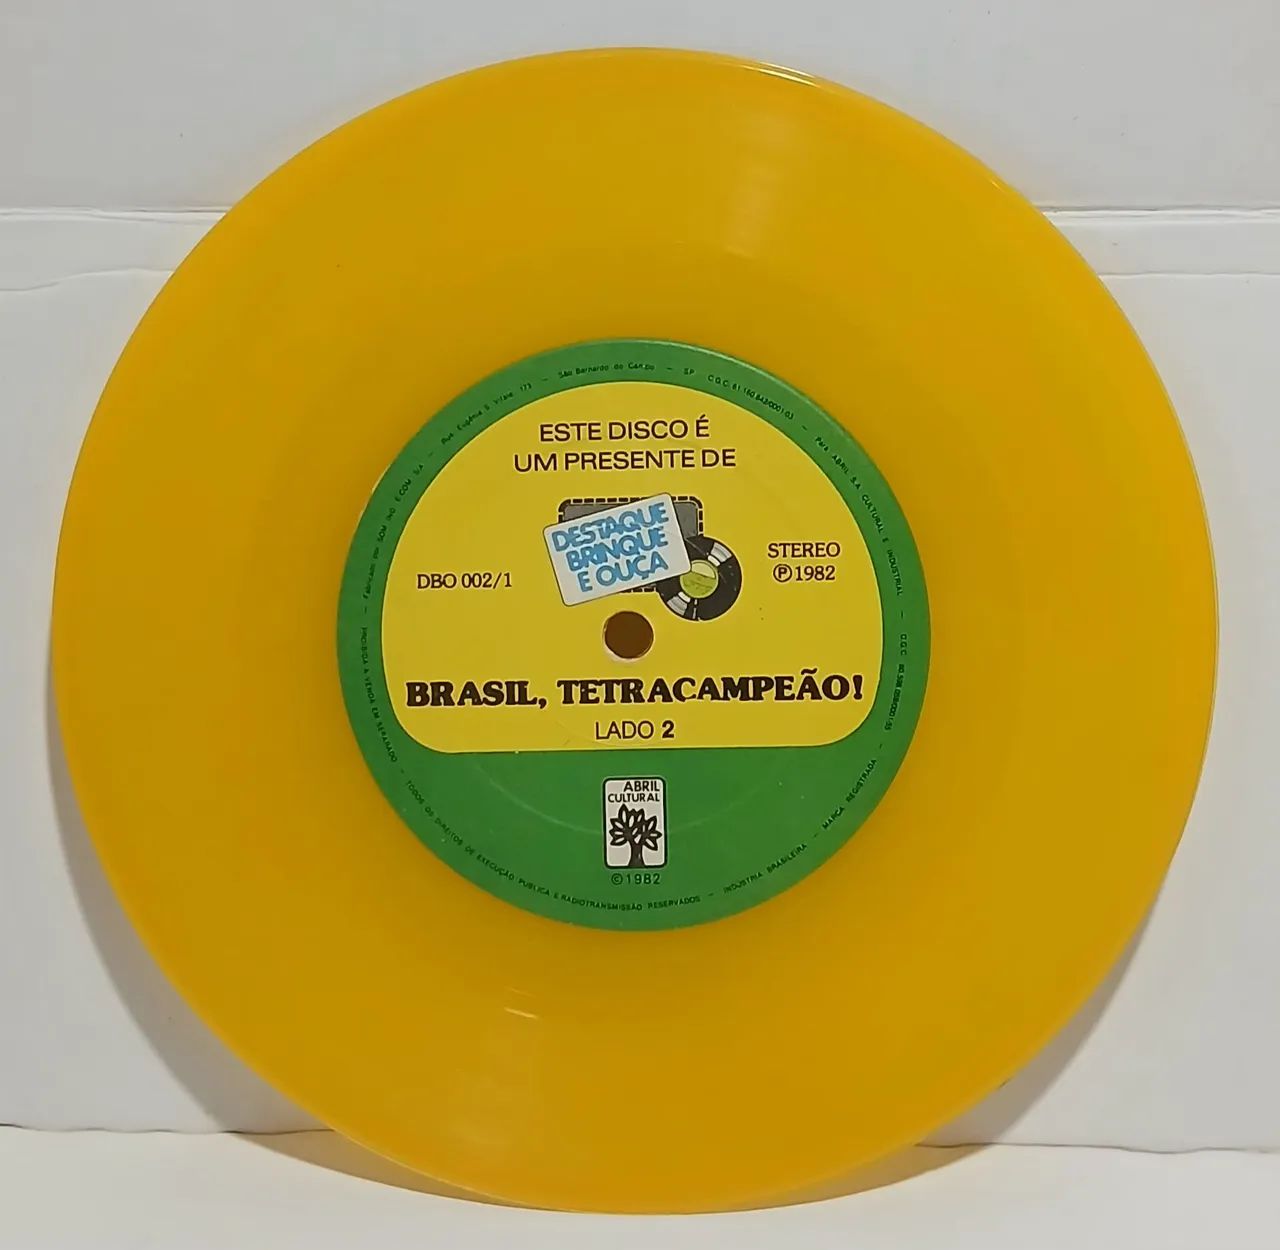 ESTE DISCO É
UM PRESENTE DE
DESTAQUE
BRINQUE
E OUÇA
DBO 002/1
STEREO
Ⓟ 1982
BRASIL, TETRACAMPEÃO!
LADO 2
ABRIL
CULTURAL
© 1982
São Bernardo do Campo — SP
Para ABRIL S.A. CULTURAL E INDUSTRIAL
PROIBIDA A VENDA EM SEPARADO — TODOS OS DIREITOS DE EXECUÇÃO PÚBLICA E RADIOTRANSMISSÃO RESERVADOS — INDÚSTRIA BRASILEIRA — MARCA REGISTRADA